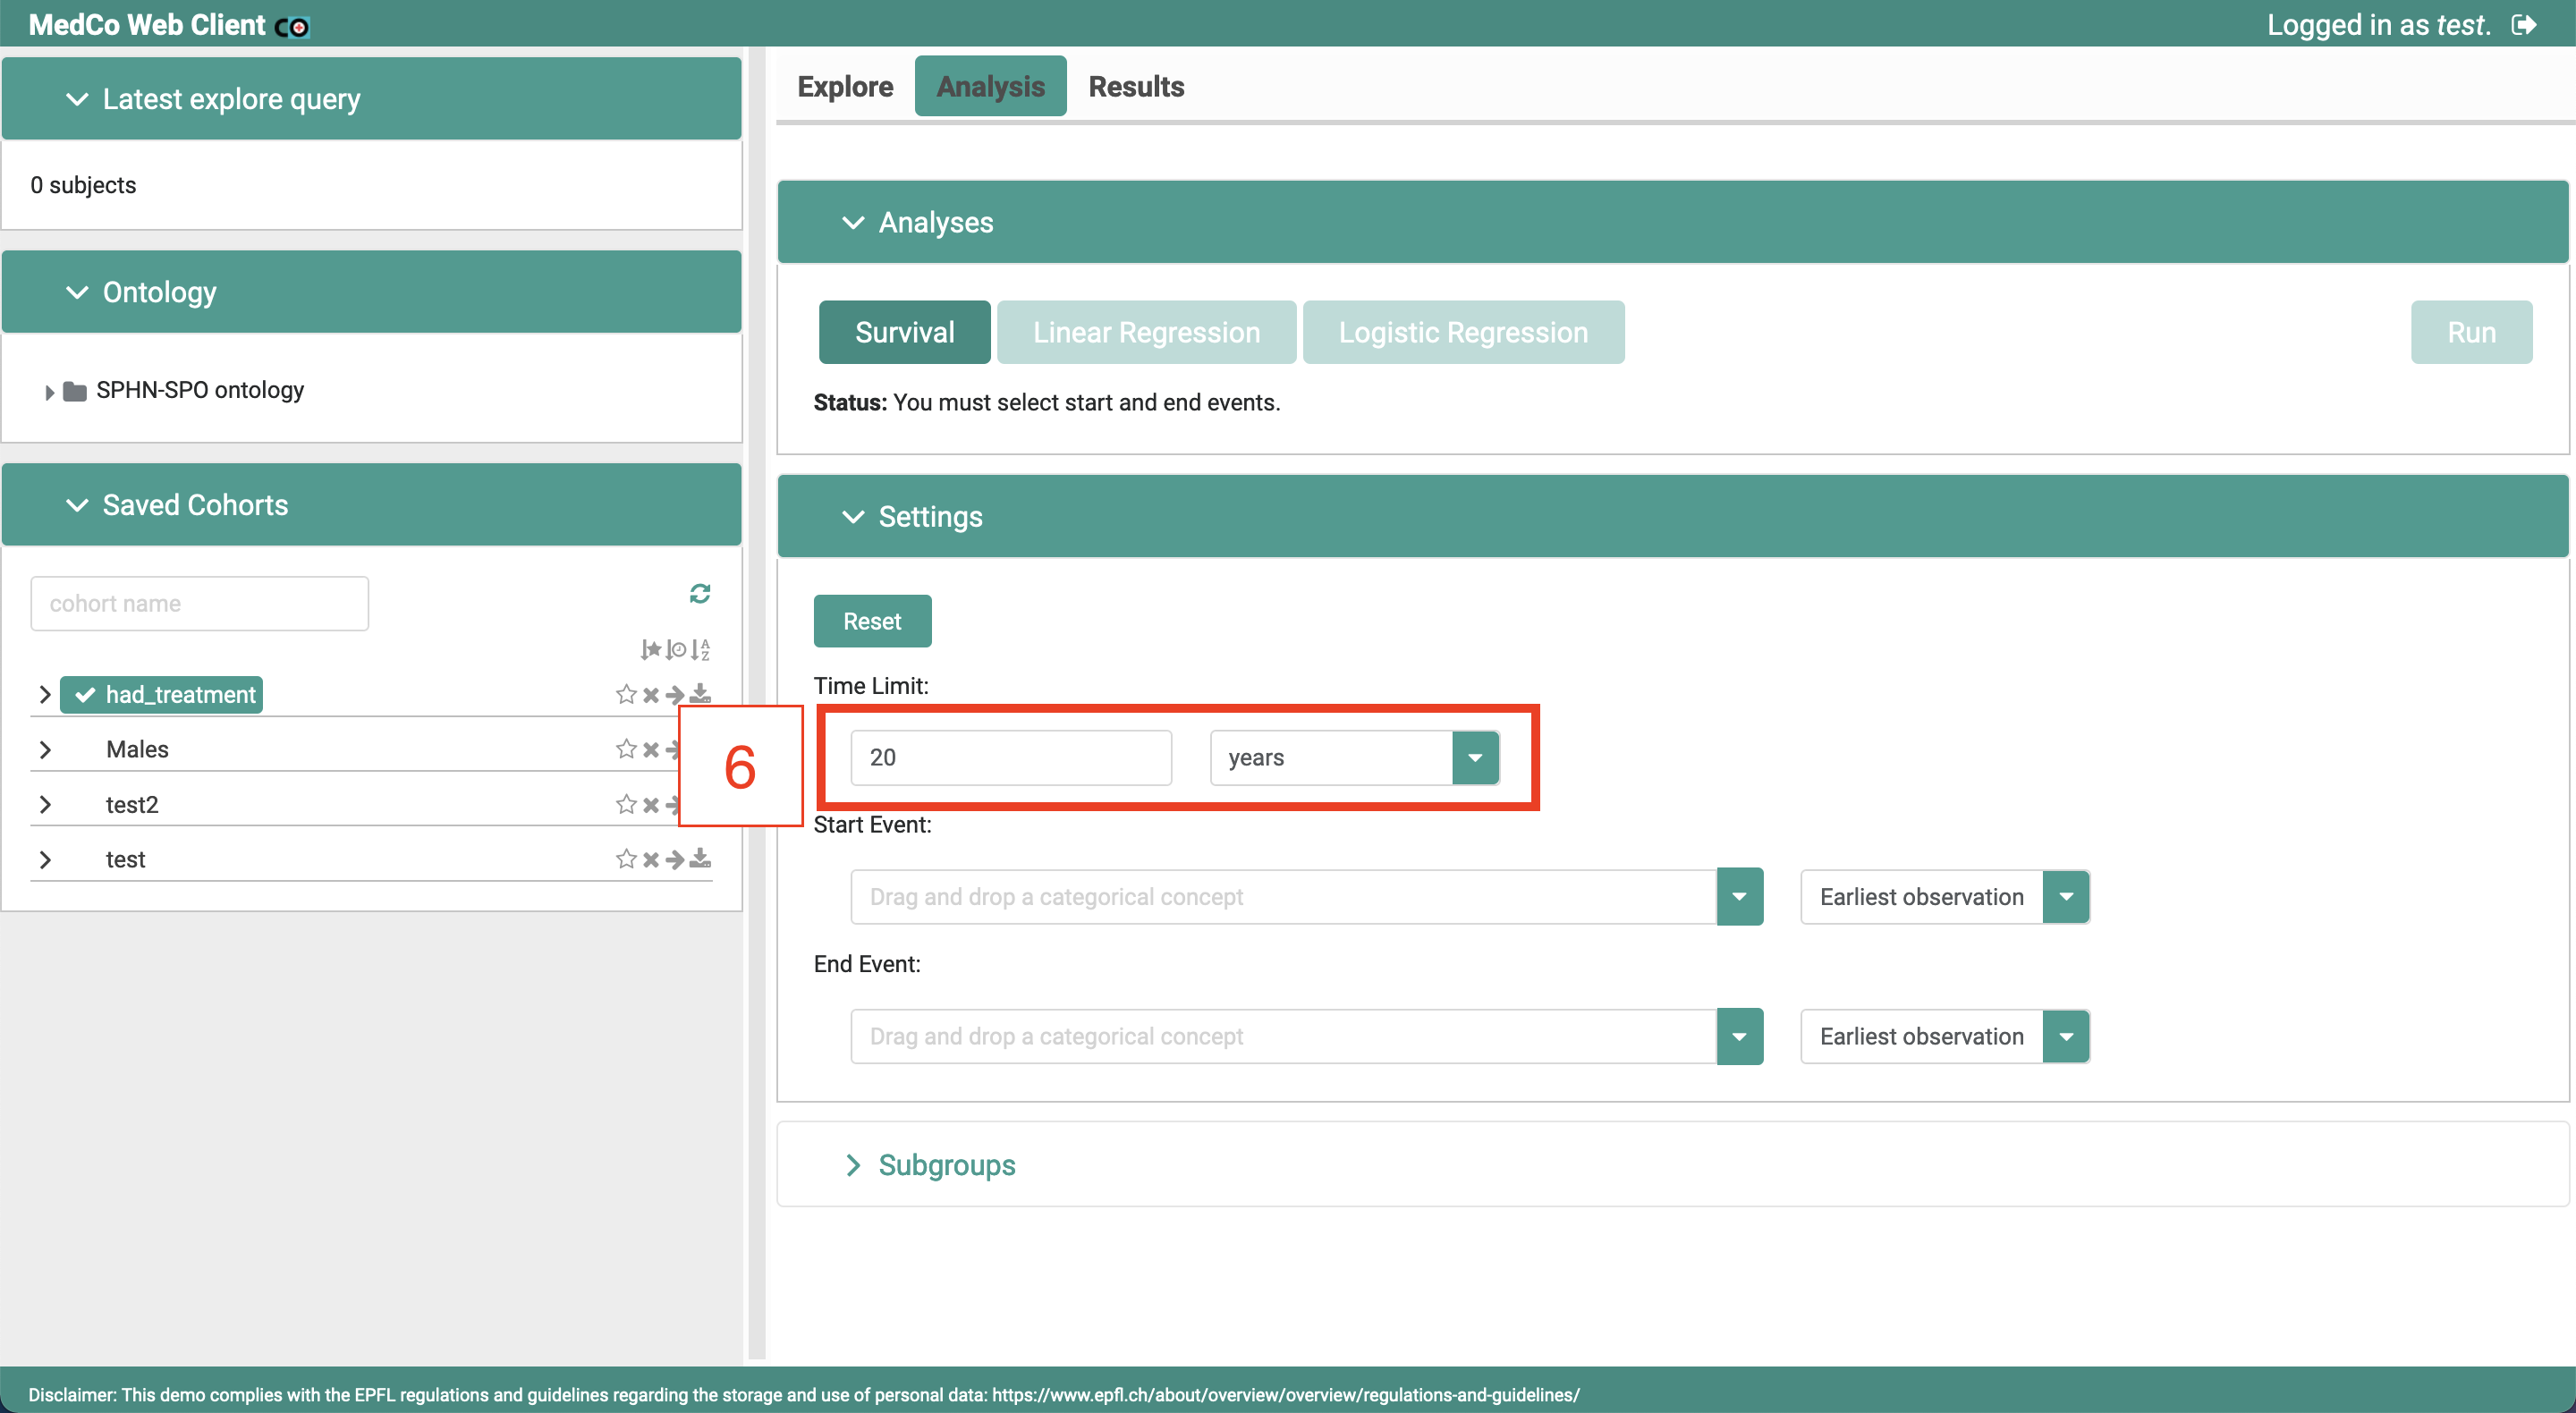 MedCo Web Client
Logged in as test.
Latest explore query
0 subjects
Ontology
SPHN-SPO ontology
Saved Cohorts
cohort name
A
Z
had_treatment
Males
test2
test
6
Explore Analysis Results
Analyses
Survival Linear Regression Logistic Regression Run
Status: You must select start and end events.
Settings
Reset
Time Limit:
20 years
Start Event:
Drag and drop a categorical concept Earliest observation
End Event:
Drag and drop a categorical concept Earliest observation
Subgroups
Disclaimer: This demo complies with the EPFL regulations and guidelines regarding the storage and use of personal data: https://www.epfl.ch/about/overview/overview/regulations-and-guidelines/